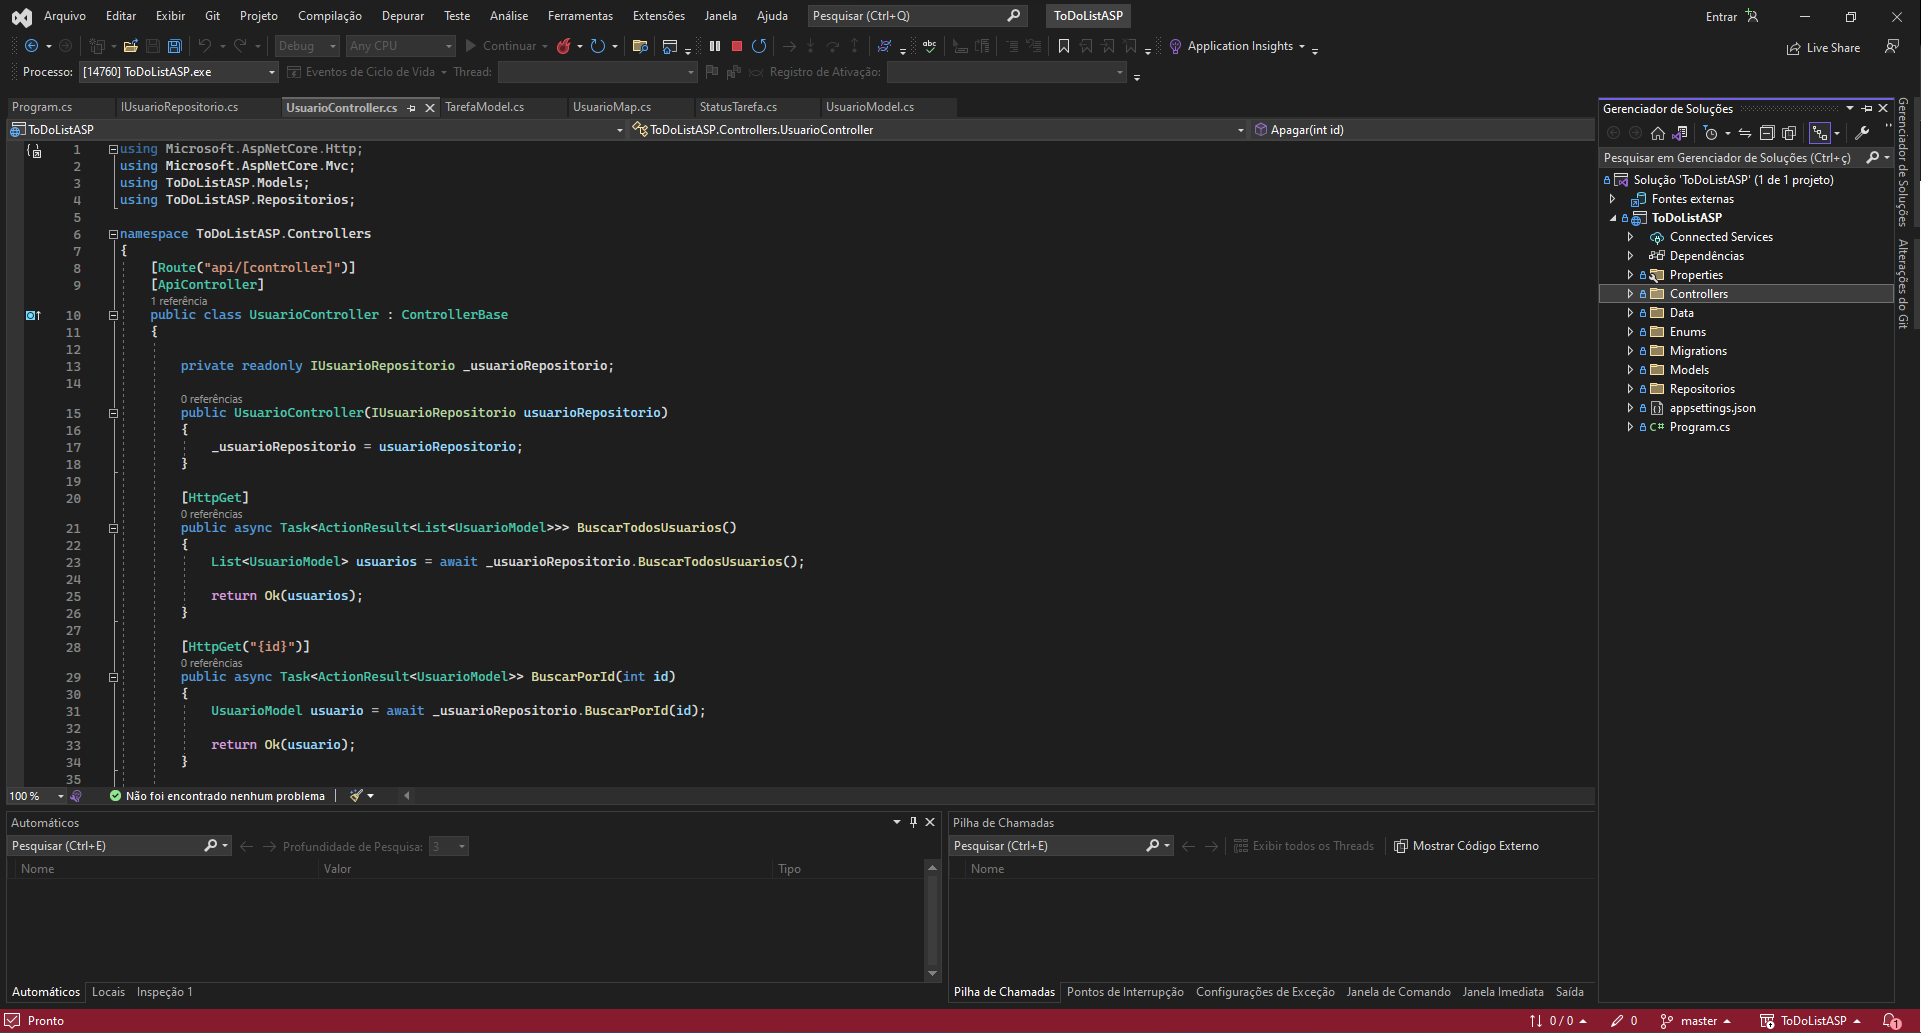 Arquivo Editar Exibir Git Projeto Compilação Depurar Teste Análise Ferramentas Extensões Janela Ajuda Pesquisar (Ctrl+Q) ToDoListASP Entrar
Debug Any CPU Continuar Application Insights Live Share
Processo: [14760] ToDoListASP.exe Eventos de Ciclo de Vida Thread: Registro de Ativação:
Program.cs IUsuarioRepositorio.cs UsuarioController.cs TarefaModel.cs UsuarioMap.cs StatusTarefa.cs UsuarioModel.cs
ToDoListASP ToDoListASP.Controllers.UsuarioController Apagar(int id)
1 using Microsoft.AspNetCore.Http;
2 using Microsoft.AspNetCore.Mvc;
3 using ToDoListASP.Models;
4 using ToDoListASP.Repositorios;
5
6 namespace ToDoListASP.Controllers
7 {
8 [Route("api/[controller]")]
9 [ApiController]
1 referência
10 public class UsuarioController : ControllerBase
11 {
12
13 private readonly IUsuarioRepositorio _usuarioRepositorio;
14
0 referências
15 public UsuarioController(IUsuarioRepositorio usuarioRepositorio)
16 {
17 _usuarioRepositorio = usuarioRepositorio;
18 }
19
20 [HttpGet]
0 referências
21 public async Task<ActionResult<List<UsuarioModel>>> BuscarTodosUsuarios()
22 {
23 List<UsuarioModel> usuarios = await _usuarioRepositorio.BuscarTodosUsuarios();
24
25 return Ok(usuarios);
26 }
27
28 [HttpGet("{id}")]
0 referências
29 public async Task<ActionResult<UsuarioModel>> BuscarPorId(int id)
30 {
31 UsuarioModel usuario = await _usuarioRepositorio.BuscarPorId(id);
32
33 return Ok(usuario);
34 }
35
100 % Não foi encontrado nenhum problema
Automáticos
Pesquisar (Ctrl+E) Profundidade de Pesquisa: 3
Nome Valor Tipo
Automáticos Locais Inspeção 1
Pilha de Chamadas
Pesquisar (Ctrl+E) Exibir todos os Threads Mostrar Código Externo
Nome
Pilha de Chamadas Pontos de Interrupção Configurações de Exceção Janela de Comando Janela Imediata Saída
Gerenciador de Soluções
Pesquisar em Gerenciador de Soluções (Ctrl+ç)
Solução 'ToDoListASP' (1 de 1 projeto)
Fontes externas
ToDoListASP
Connected Services
Dependências
Properties
Controllers
Data
Enums
Migrations
Models
Repositorios
appsettings.json
C# Program.cs
Gerenciador de Soluções
Alterações do Git
Pronto 0 / 0 0 master ToDoListASP 1